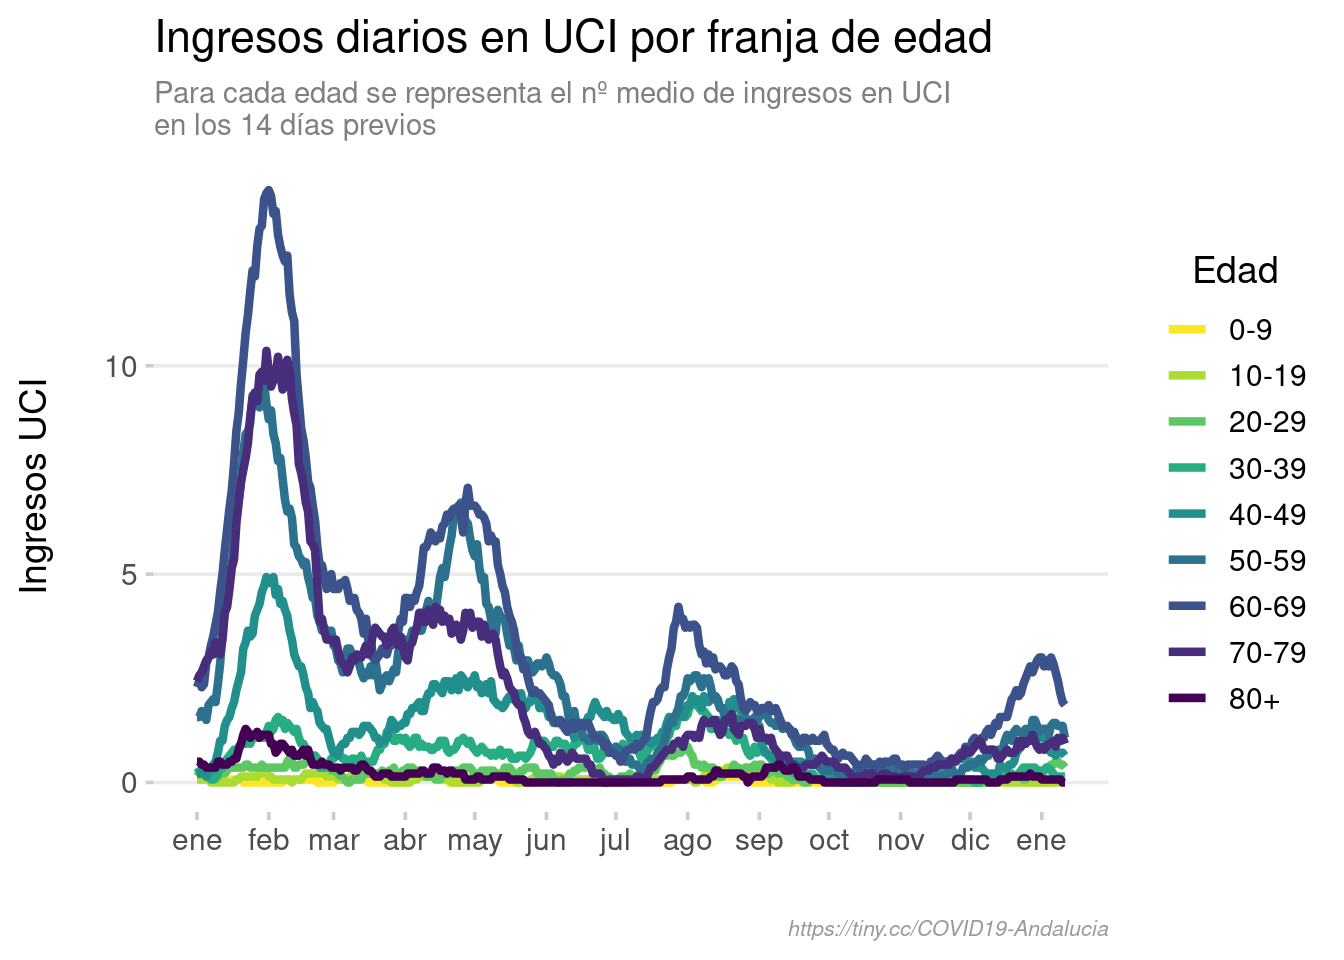 Ingresos diarios en UCI por franja de edad
Para cada edad se representa el nº medio de ingresos en UCI
en los 14 días previos
Ingresos UCI
10
5
0
ene feb mar abr may jun jul ago sep oct nov dic ene
Edad
0-9
10-19
20-29
30-39
40-49
50-59
60-69
70-79
80+
https://tiny.cc/COVID19-Andalucia